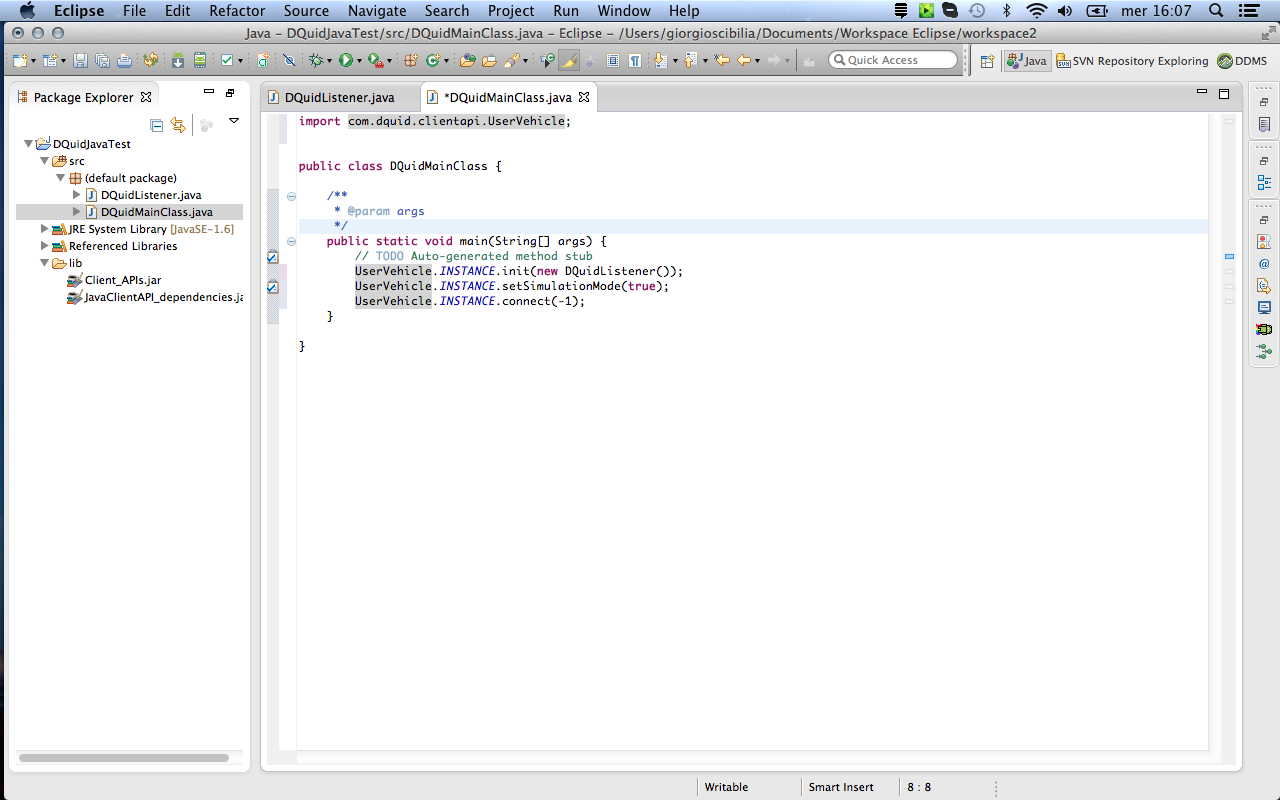 Eclipse File Edit Refactor Source Navigate Search Project Run Window Help mer 16:07
Java – DQuidJavaTest/src/DQuidMainClass.java – Eclipse – /Users/giorgioscibilia/Documents/Workspace Eclipse/workspace2
Quick Access Java SVN Repository Exploring DDMS
Package Explorer
DQuidListener.java
*DQuidMainClass.java
DQuidJavaTest
src
(default package)
DQuidListener.java
DQuidMainClass.java
JRE System Library [JavaSE-1.6]
Referenced Libraries
lib
Client_APIs.jar
JavaClientAPI_dependencies.ja
import com.dquid.clientapi.UserVehicle;
public class DQuidMainClass {
/**
* @param args
*/
public static void main(String[] args) {
// TODO Auto-generated method stub
UserVehicle.INSTANCE.init(new DQuidListener());
UserVehicle.INSTANCE.setSimulationMode(true);
UserVehicle.INSTANCE.connect(-1);
}
}
Writable Smart Insert 8 : 8